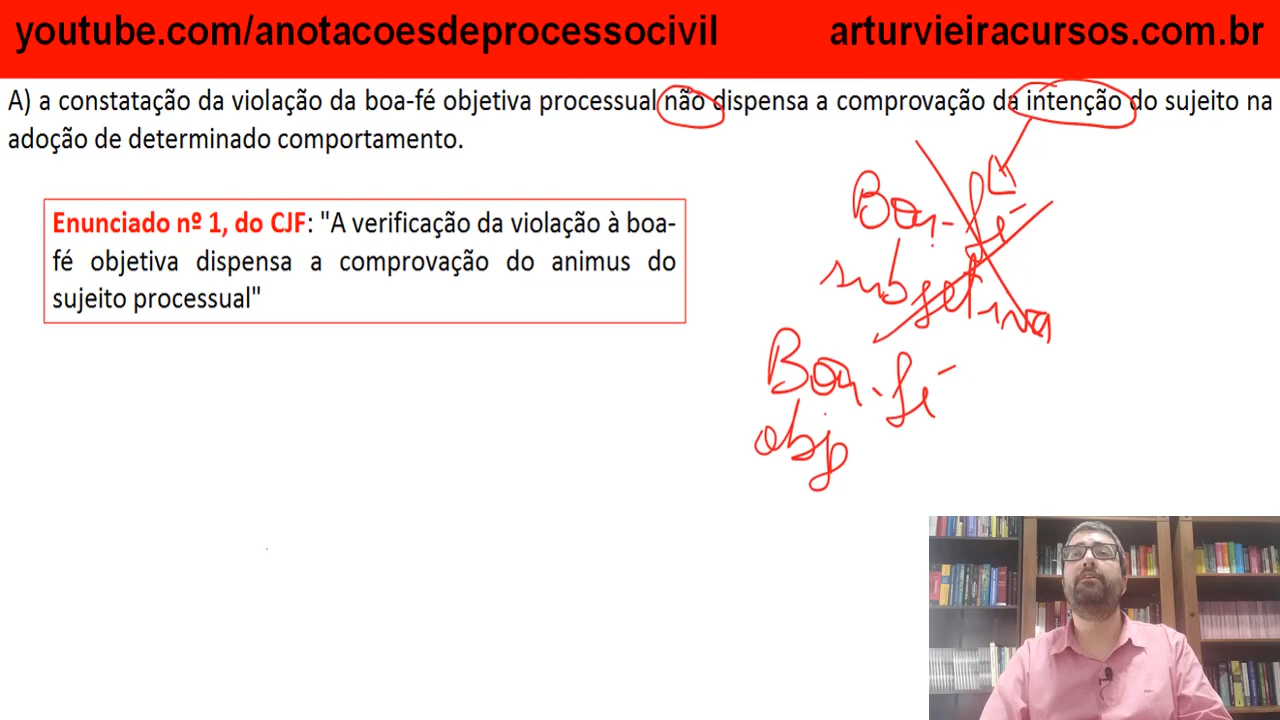 youtube.com/anotacoesdeprocessocivil arturvieiracursos.com.br
A) a constatação da violação da boa-fé objetiva processual não dispensa a comprovação da intenção do sujeito na
adoção de determinado comportamento.
Enunciado nº 1, do CJF: "A verificação da violação à boa-
fé objetiva dispensa a comprovação do animus do
sujeito processual"
Boa-fé
subjetiva
Boa-fé
obj